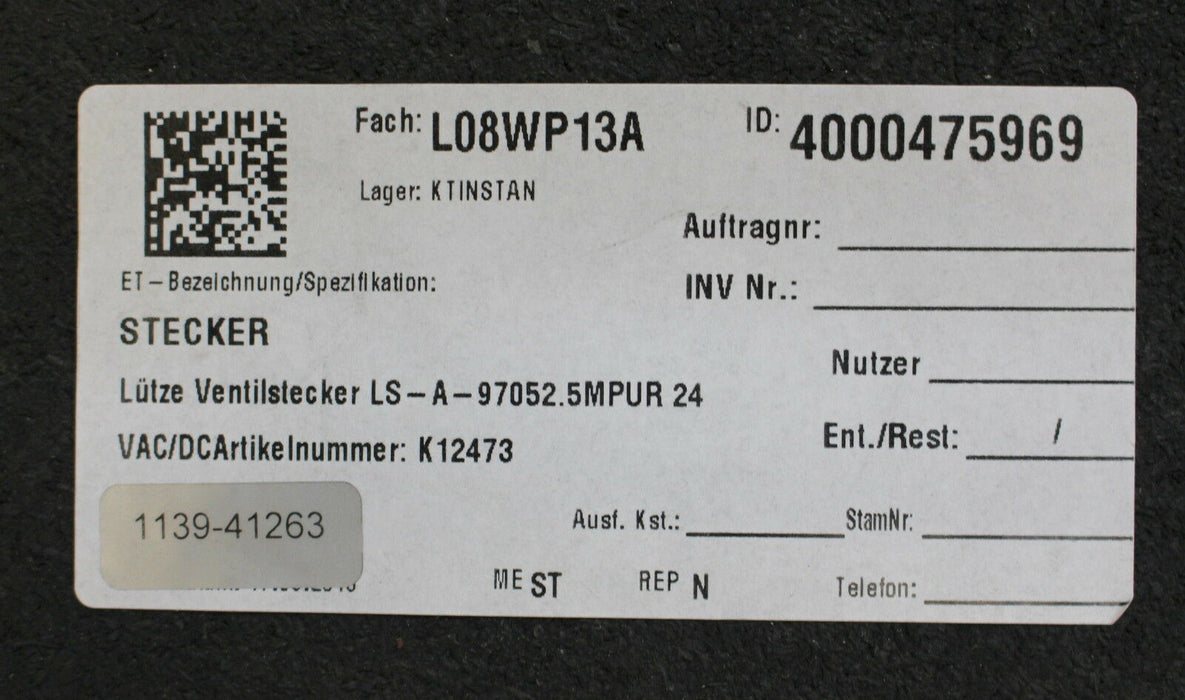 Fach: L08WP13A
ID: 4000475969
Lager: KTINSTAN
Auftragnr:
ET-Bezeichnung/Spezifikation:
INV Nr.:
STECKER
Nutzer
Lütze Ventilstecker LS-A-97052.5MPUR 24
VAC/DCArtikelnummer: K12473
Ent./Rest: /
1139-41263
Ausf. Kst.:
StamNr:
ME ST
REP N
Telefon: